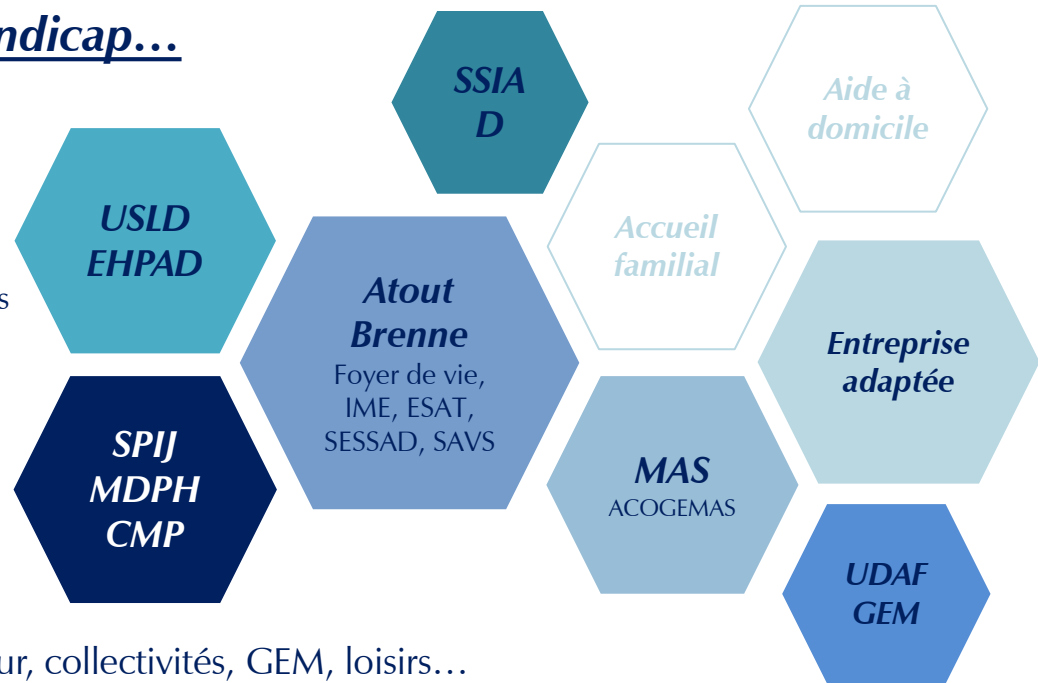 ndicap...
SSIA
D
Aide à
domicile
USLD
EHPAD
Accueil
familial
s
Atout
Brenne
Foyer de vie,
IME, ESAT,
SESSAD, SAVS
Entreprise
adaptée
SPIJ
MDPH
CMP
MAS
ACOGEMAS
UDAF
GEM
ur, collectivités, GEM, loisirs...